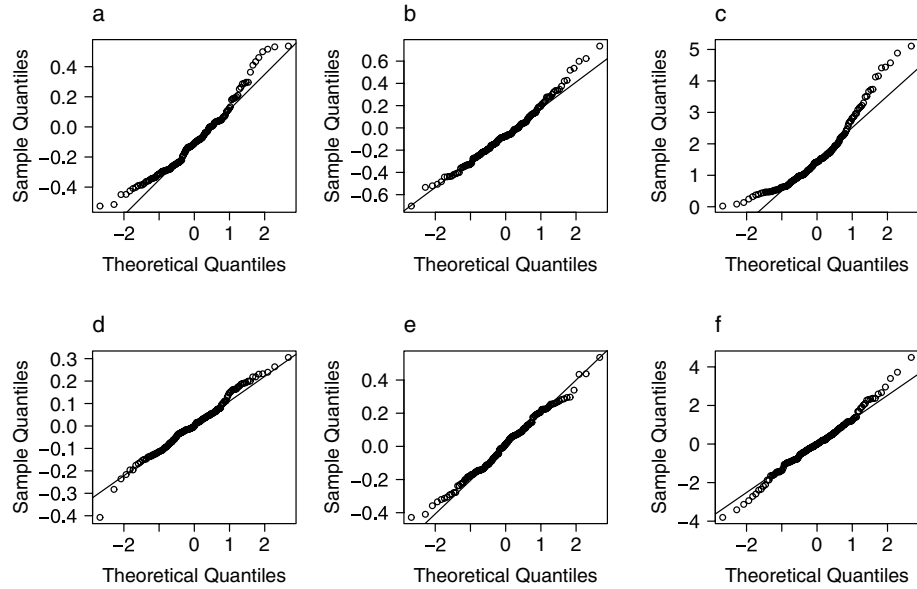 a
Sample Quantiles
0.4
0.2
0.0
−0.2
−0.4
−2 0 1 2
Theoretical Quantiles
b
Sample Quantiles
0.6
0.4
0.2
0.0
−0.2
−0.6
−2 0 1 2
Theoretical Quantiles
c
Sample Quantiles
5
4
3
2
1
0
−2 0 1 2
Theoretical Quantiles
d
Sample Quantiles
0.3
0.2
0.1
0.0
−0.1
−0.2
−0.3
−0.4
−2 0 1 2
Theoretical Quantiles
e
Sample Quantiles
0.4
0.2
0.0
−0.2
−0.4
−2 0 1 2
Theoretical Quantiles
f
Sample Quantiles
4
2
0
−2
−4
−2 0 1 2
Theoretical Quantiles